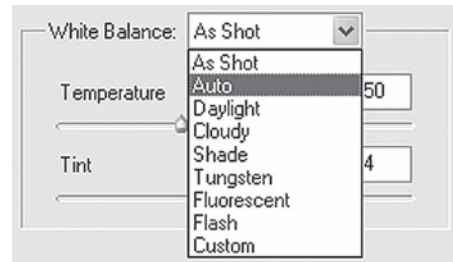 White Balance: As Shot
As Shot
Auto
Temperature 50
Daylight
Cloudy
Shade
Tint 4
Tungsten
Fluorescent
Flash
Custom